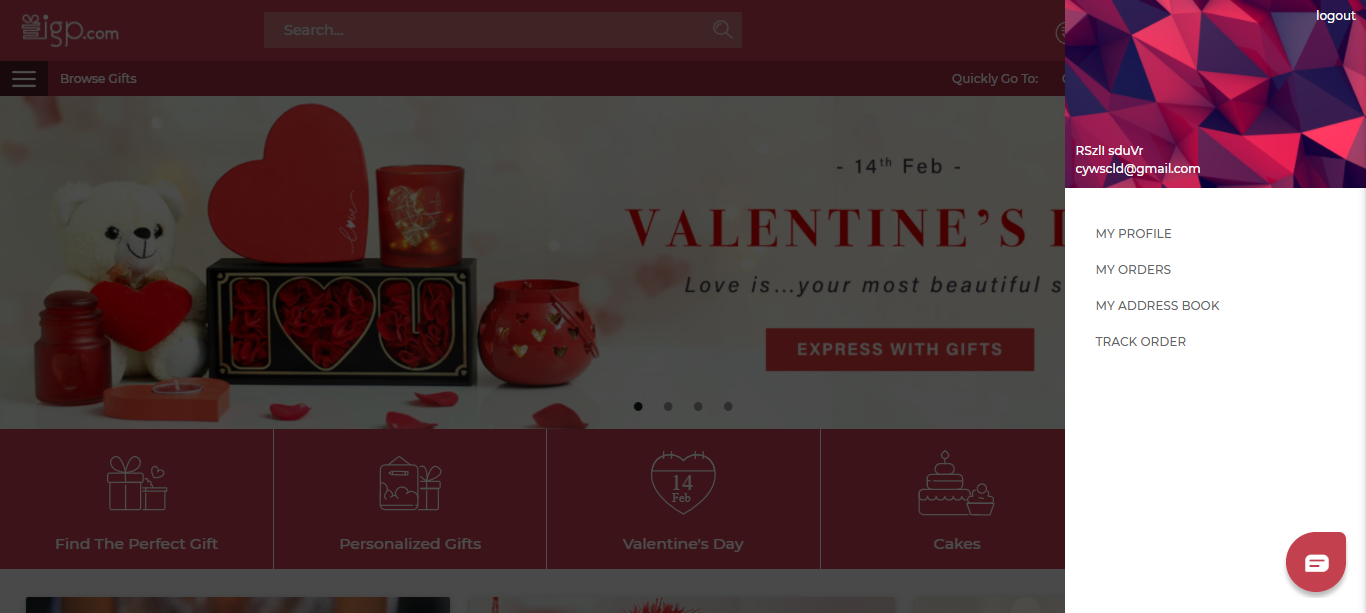 igp.com
Search...
logout
Browse Gifts
Quickly Go To:
RSzlI sduVr
cywscld@gmail.com
MY PROFILE
MY ORDERS
MY ADDRESS BOOK
TRACK ORDER
- 14th Feb -
VALENTINE'S
Love is...your most beautiful s
EXPRESS WITH GIFTS
love
I U
14
Feb
Find The Perfect Gift
Personalized Gifts
Valentine's Day
Cakes